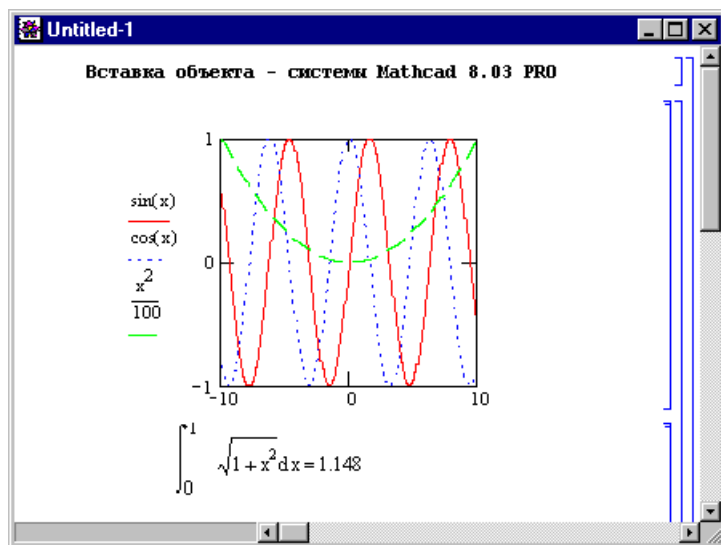 Untitled-1
Вставка объекта - системы Mathcad 8.03 PRO
1
sin(x)
cos(x)
0
x²
100
-1
-10
0
10
1
√1 + x² dx = 1.148
0